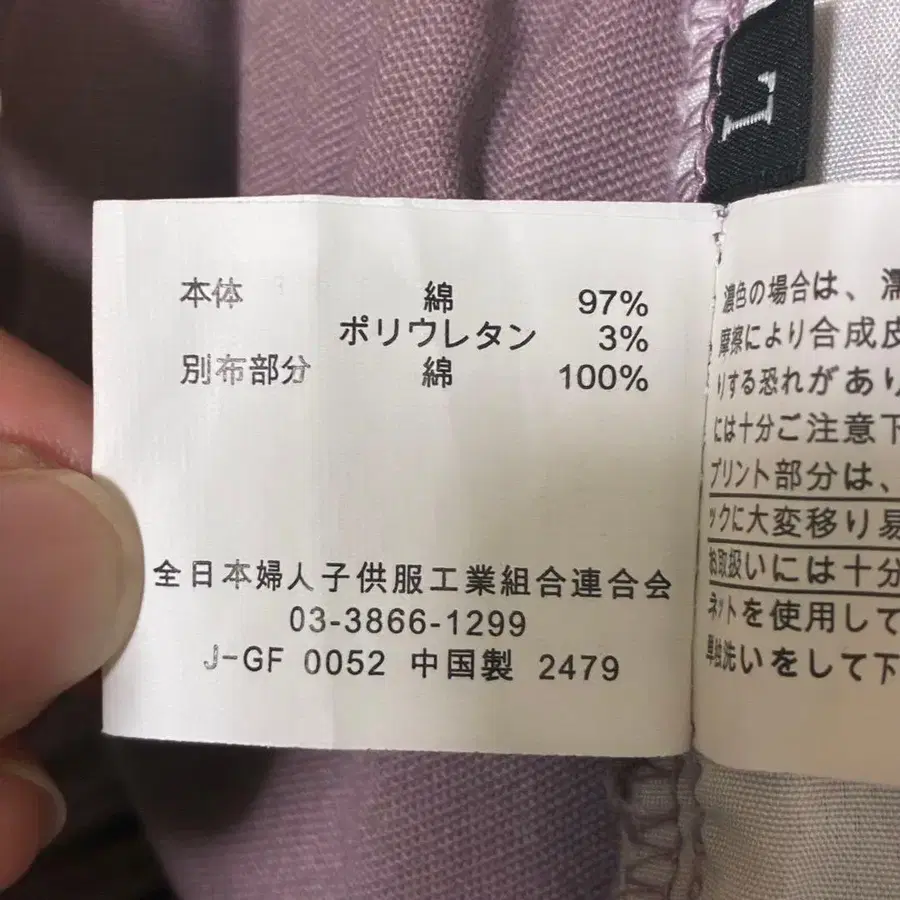 L
本体 綿 97%
ポリウレタン 3%
別布部分 綿 100%
全日本婦人子供服工業組合連合会
03-3866-1299
J-GF 0052 中国製 2479
濃色の場合は、
摩擦により合成皮
りする恐れがあり
には十分ご注意下
プリント部分は、
ックに大変移り易
お取扱いには十分
ネットを使用して
単独洗いをして下